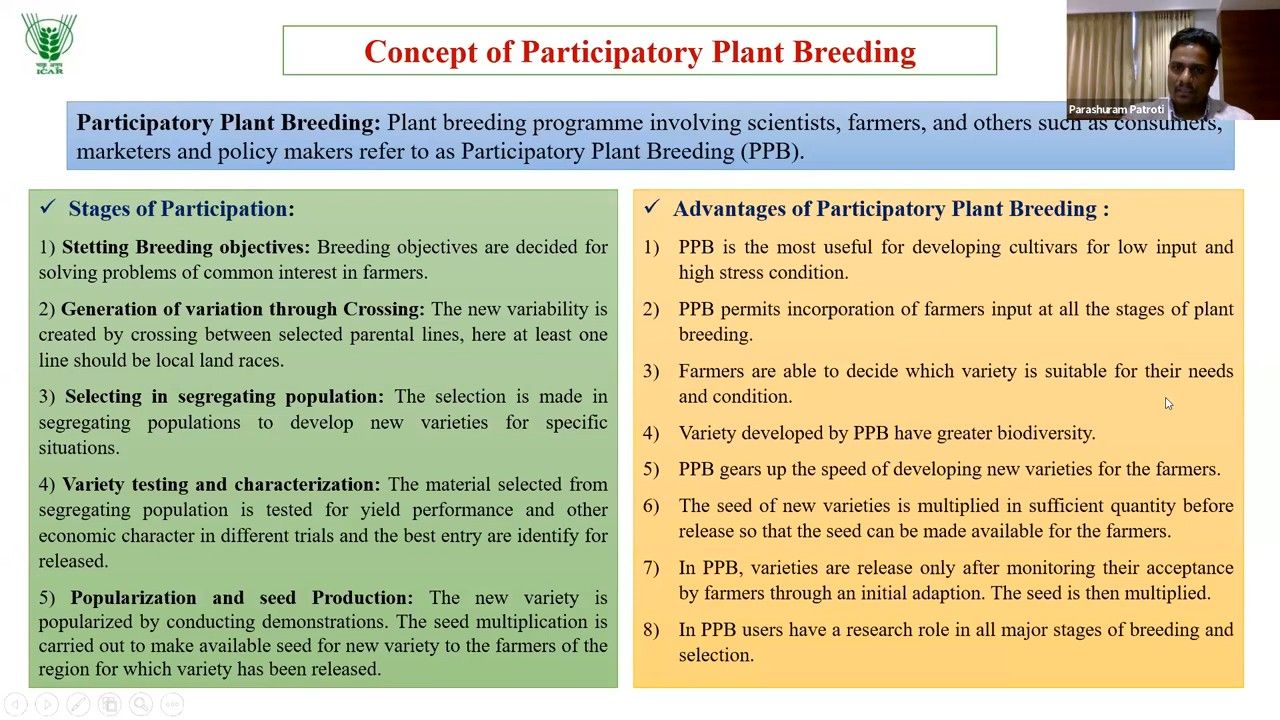 Concept of Participatory Plant Breeding
Parashuram Patroti
ICAR
Participatory Plant Breeding: Plant breeding programme involving scientists, farmers, and others such as consumers,
marketers and policy makers refer to as Participatory Plant Breeding (PPB).
✓ Stages of Participation:
1) Stetting Breeding objectives: Breeding objectives are decided for
solving problems of common interest in farmers.
2) Generation of variation through Crossing: The new variability is
created by crossing between selected parental lines, here at least one
line should be local land races.
3) Selecting in segregating population: The selection is made in
segregating populations to develop new varieties for specific
situations.
4) Variety testing and characterization: The material selected from
segregating population is tested for yield performance and other
economic character in different trials and the best entry are identify for
released.
5) Popularization and seed Production: The new variety is
popularized by conducting demonstrations. The seed multiplication is
carried out to make available seed for new variety to the farmers of the
region for which variety has been released.
✓ Advantages of Participatory Plant Breeding :
1) PPB is the most useful for developing cultivars for low input and
high stress condition.
2) PPB permits incorporation of farmers input at all the stages of plant
breeding.
3) Farmers are able to decide which variety is suitable for their needs
and condition.
4) Variety developed by PPB have greater biodiversity.
5) PPB gears up the speed of developing new varieties for the farmers.
6) The seed of new varieties is multiplied in sufficient quantity before
release so that the seed can be made available for the farmers.
7) In PPB, varieties are release only after monitoring their acceptance
by farmers through an initial adaption. The seed is then multiplied.
8) In PPB users have a research role in all major stages of breeding and
selection.